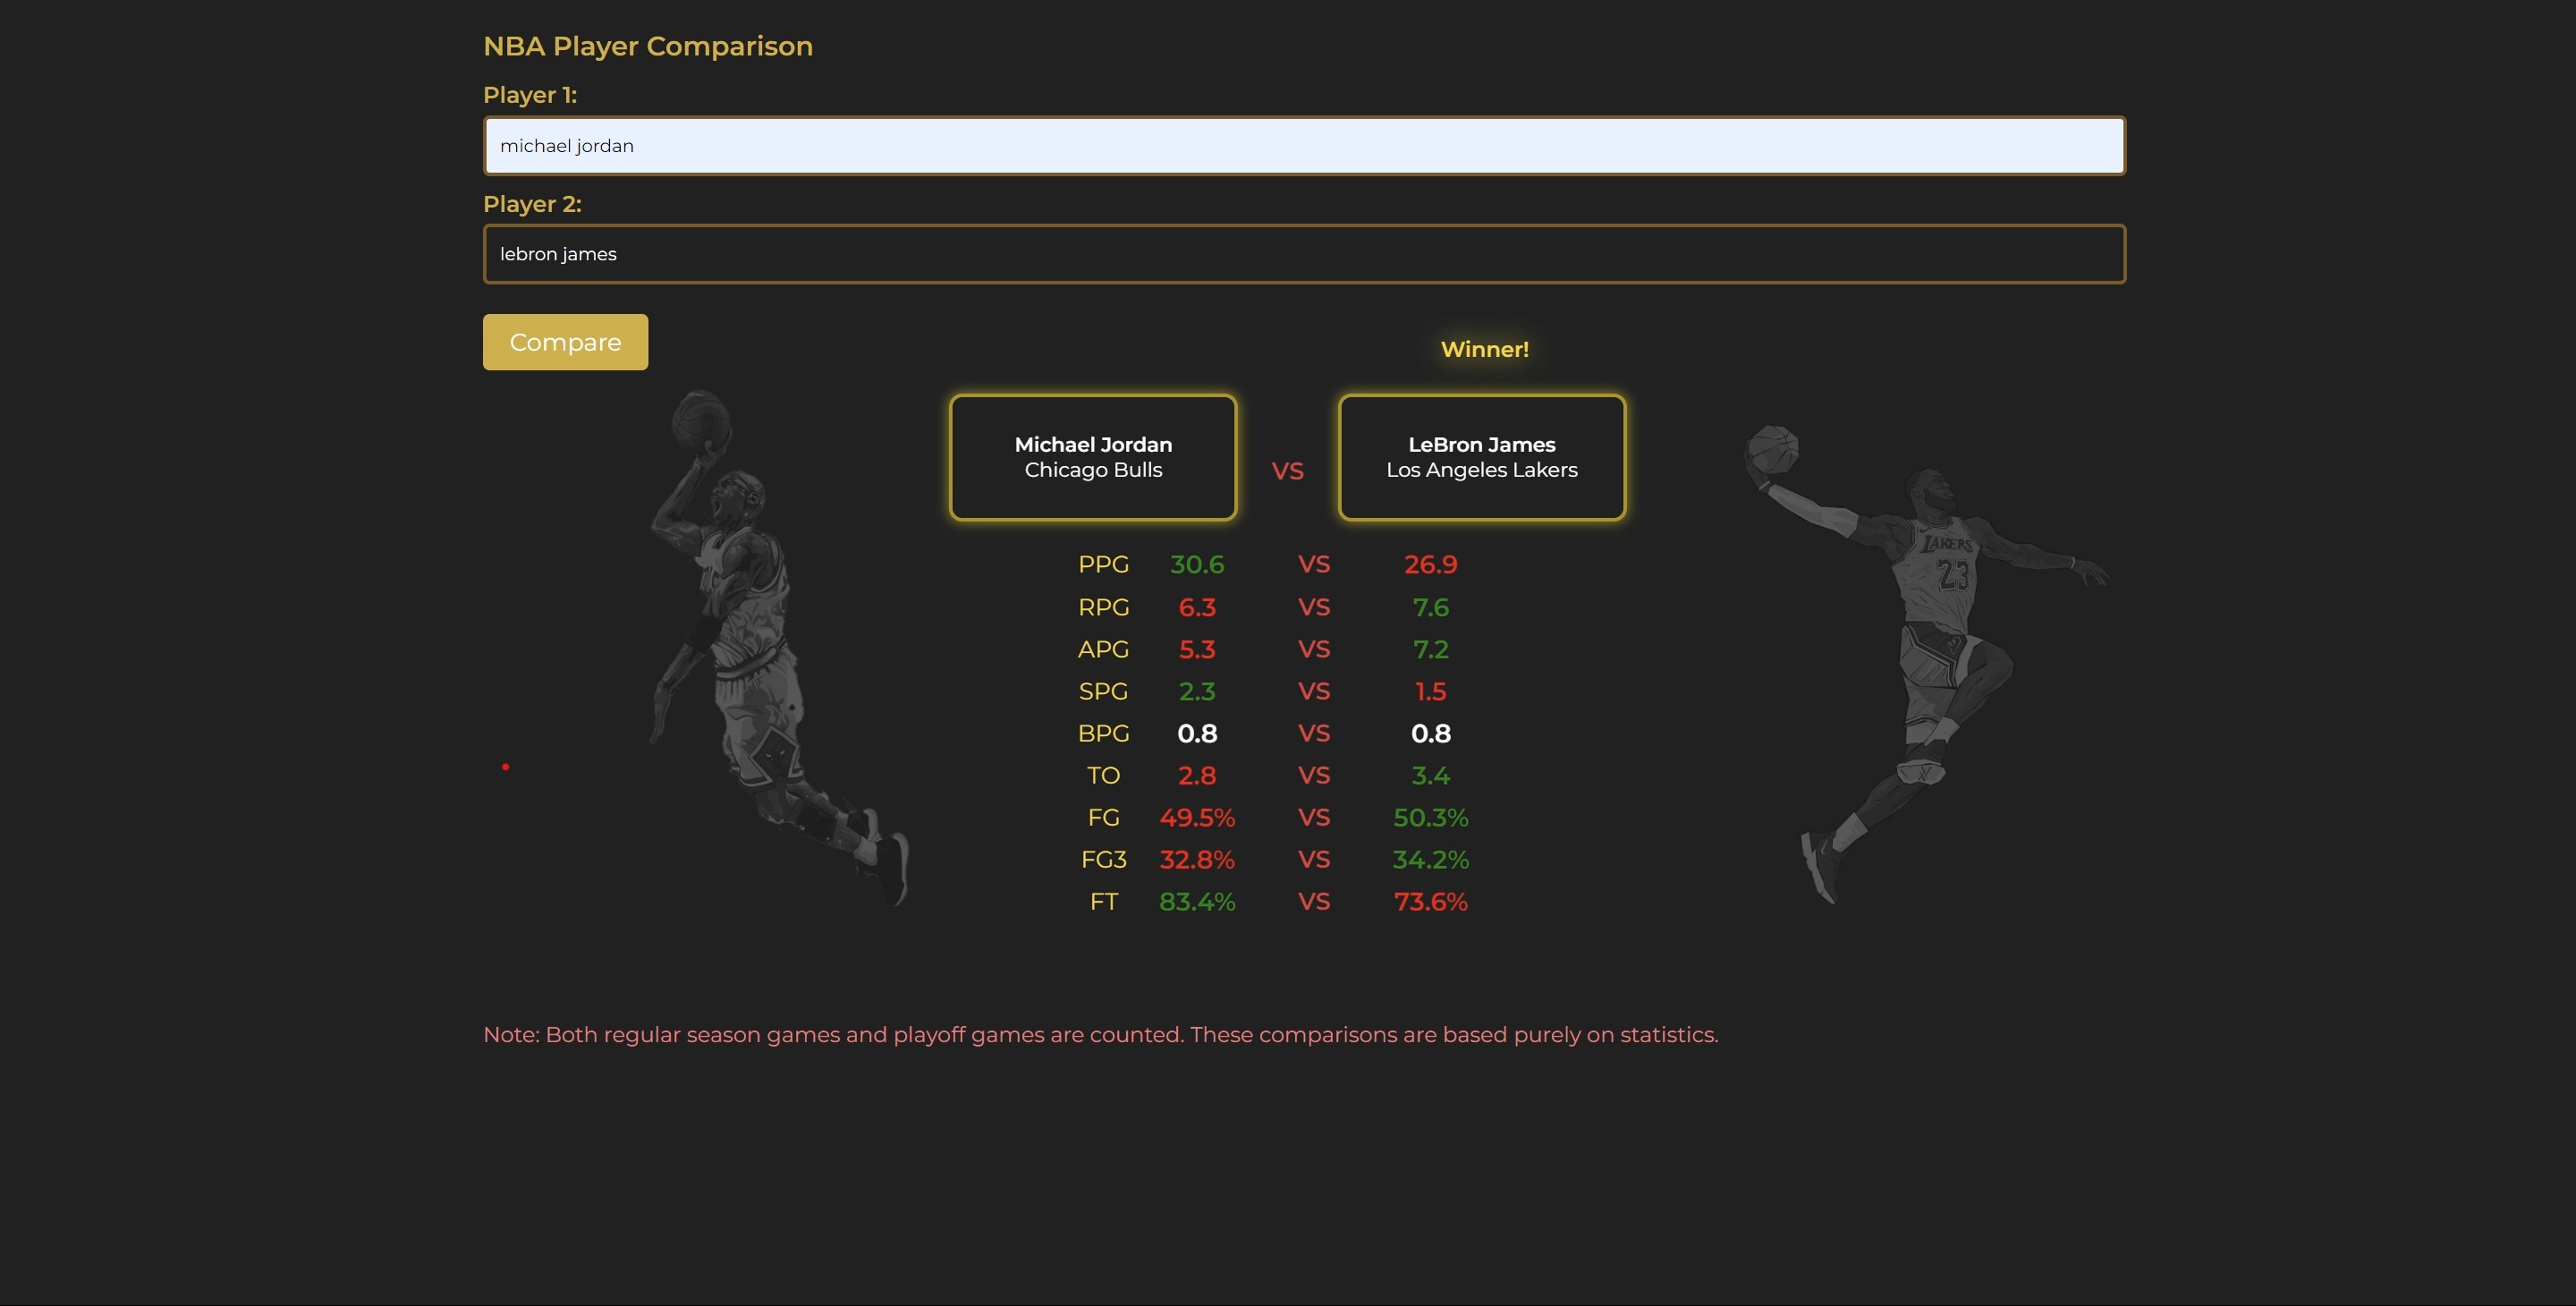 NBA Player Comparison
Player 1:
michael jordan
Player 2:
lebron james
Compare
Winner!
Michael Jordan
Chicago Bulls
VS
LeBron James
Los Angeles Lakers
PPG 30.6 VS 26.9
RPG 6.3 VS 7.6
APG 5.3 VS 7.2
SPG 2.3 VS 1.5
BPG 0.8 VS 0.8
TO 2.8 VS 3.4
FG 49.5% VS 50.3%
FG3 32.8% VS 34.2%
FT 83.4% VS 73.6%
LAKERS
23
Note: Both regular season games and playoff games are counted. These comparisons are based purely on statistics.